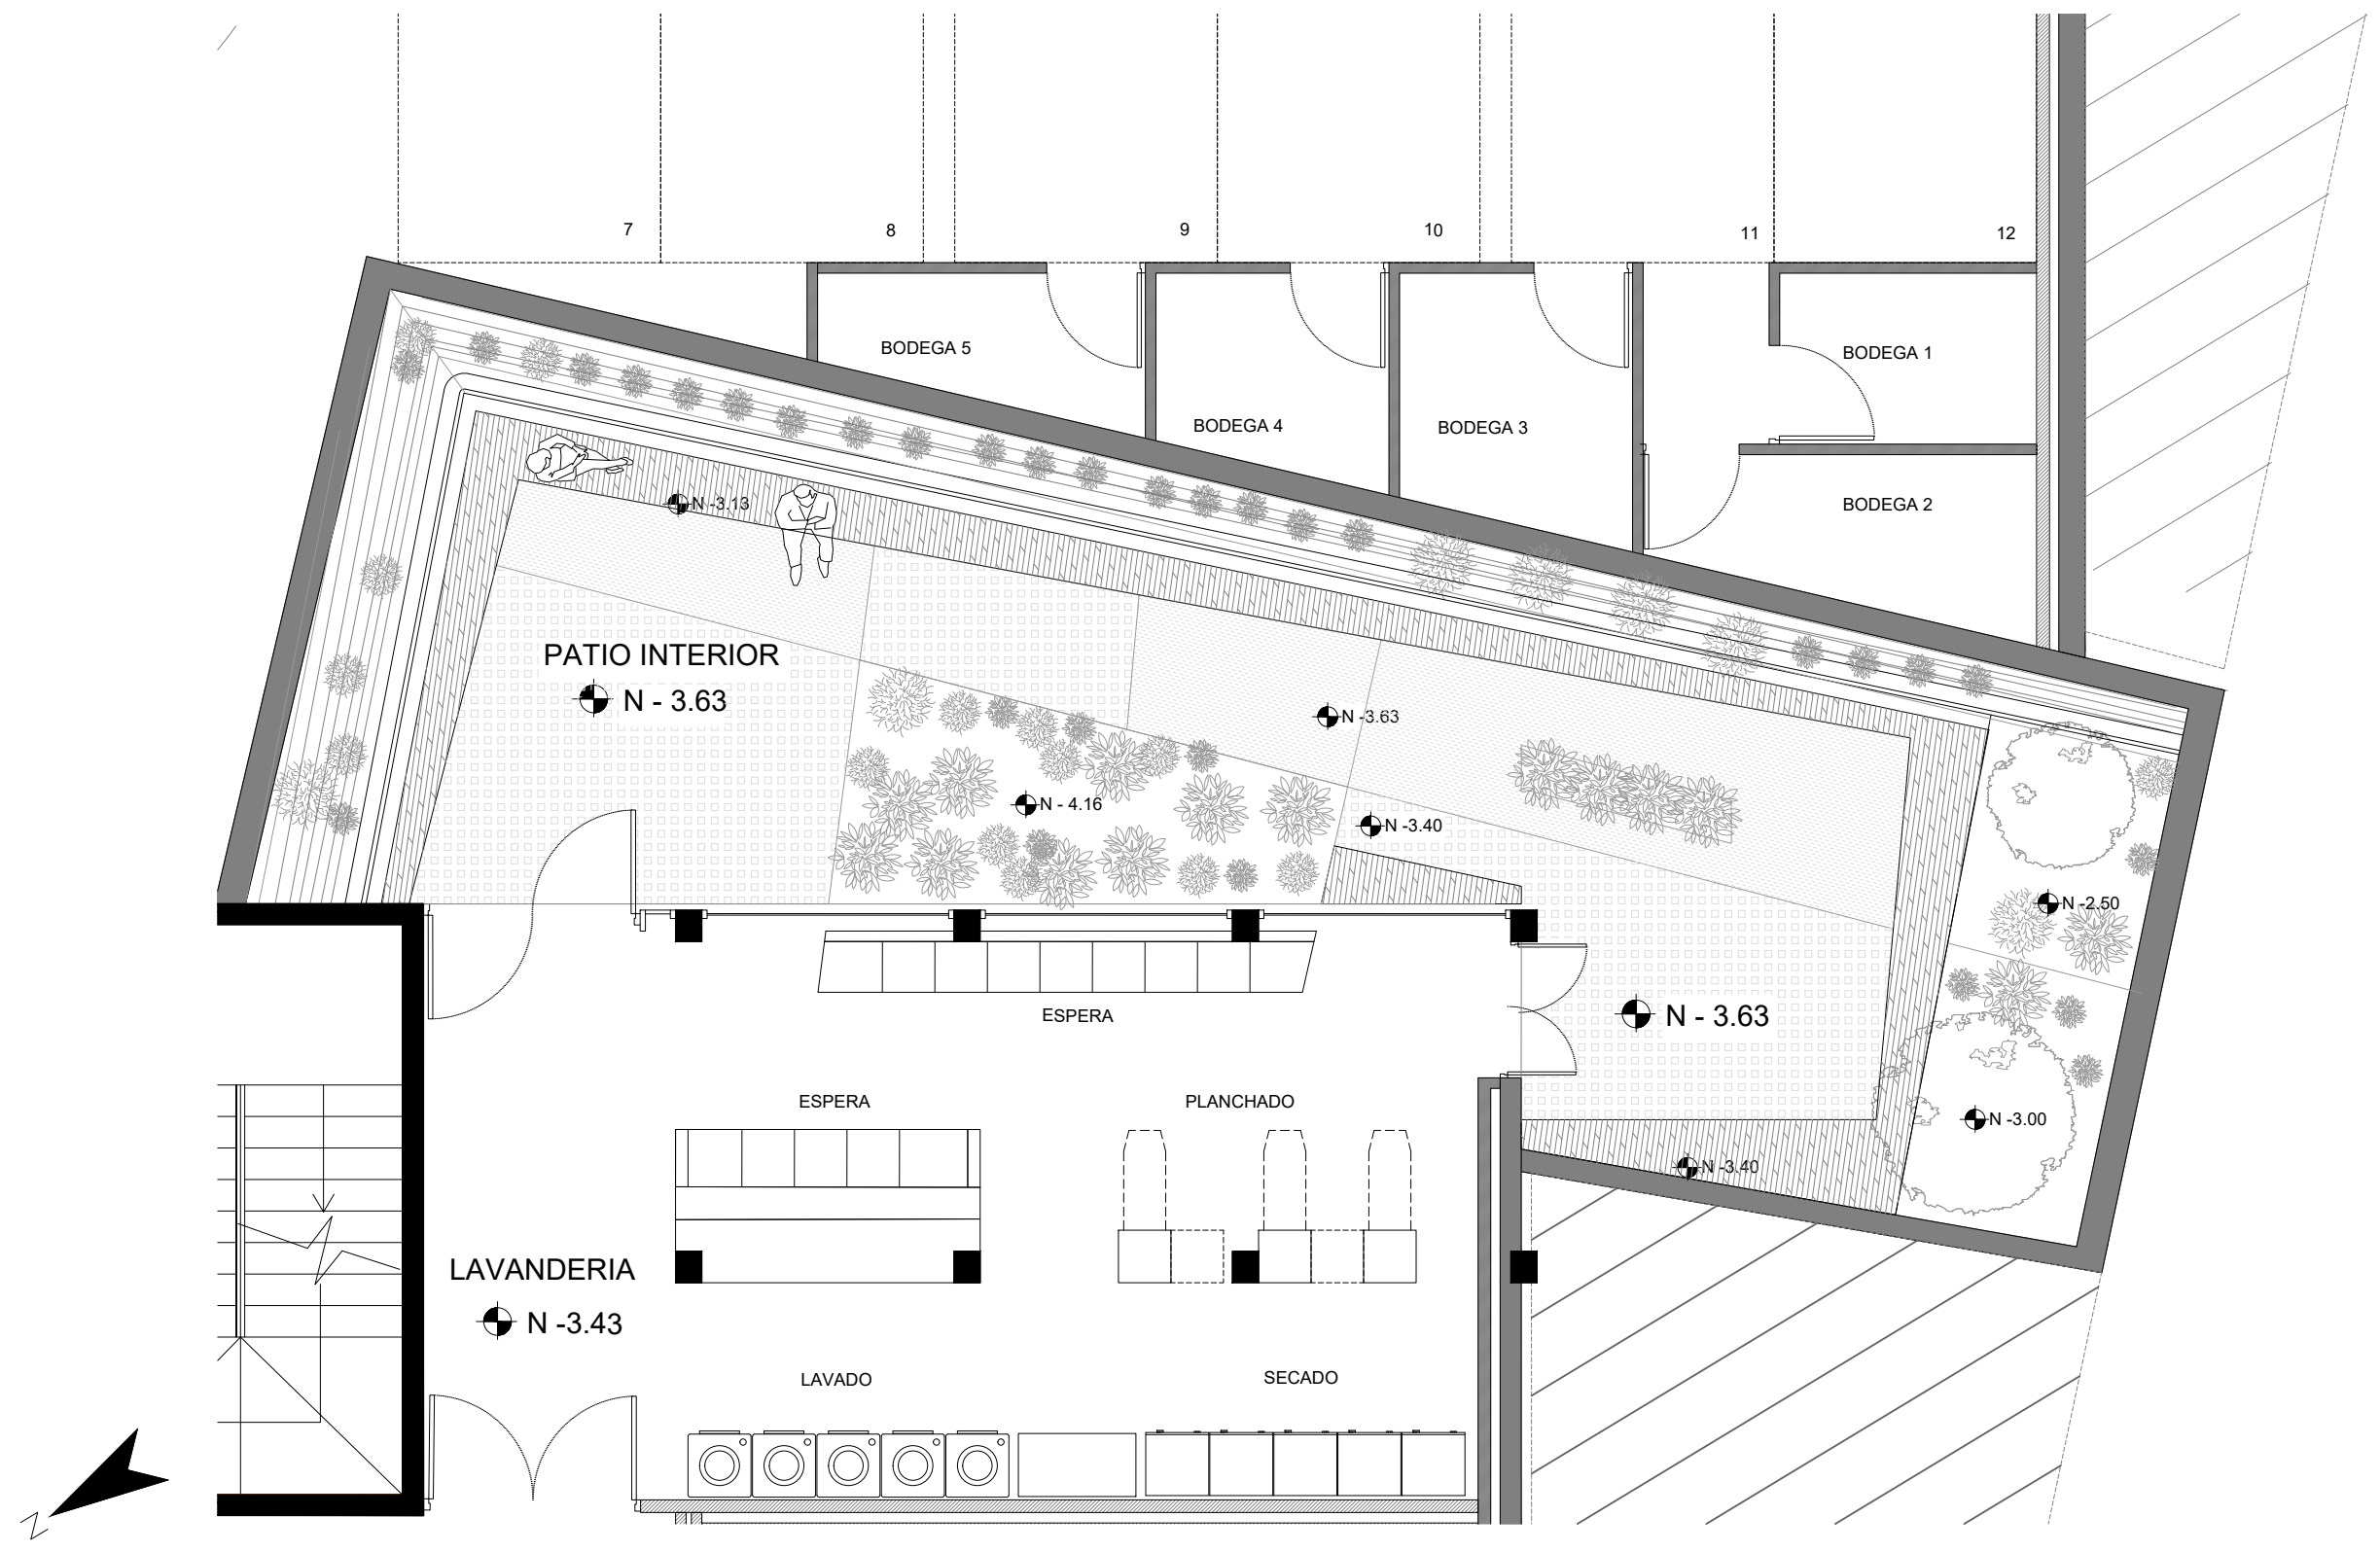 7
8
9
10
11
12
BODEGA 5
BODEGA 1
BODEGA 4
BODEGA 3
BODEGA 2
N -3.13
PATIO INTERIOR
N - 3.63
N -3.63
N - 4.16
N -3.40
N -2.50
ESPERA
N - 3.63
ESPERA
PLANCHADO
N -3.00
N -3.40
LAVANDERIA
N -3.43
LAVADO
SECADO
N